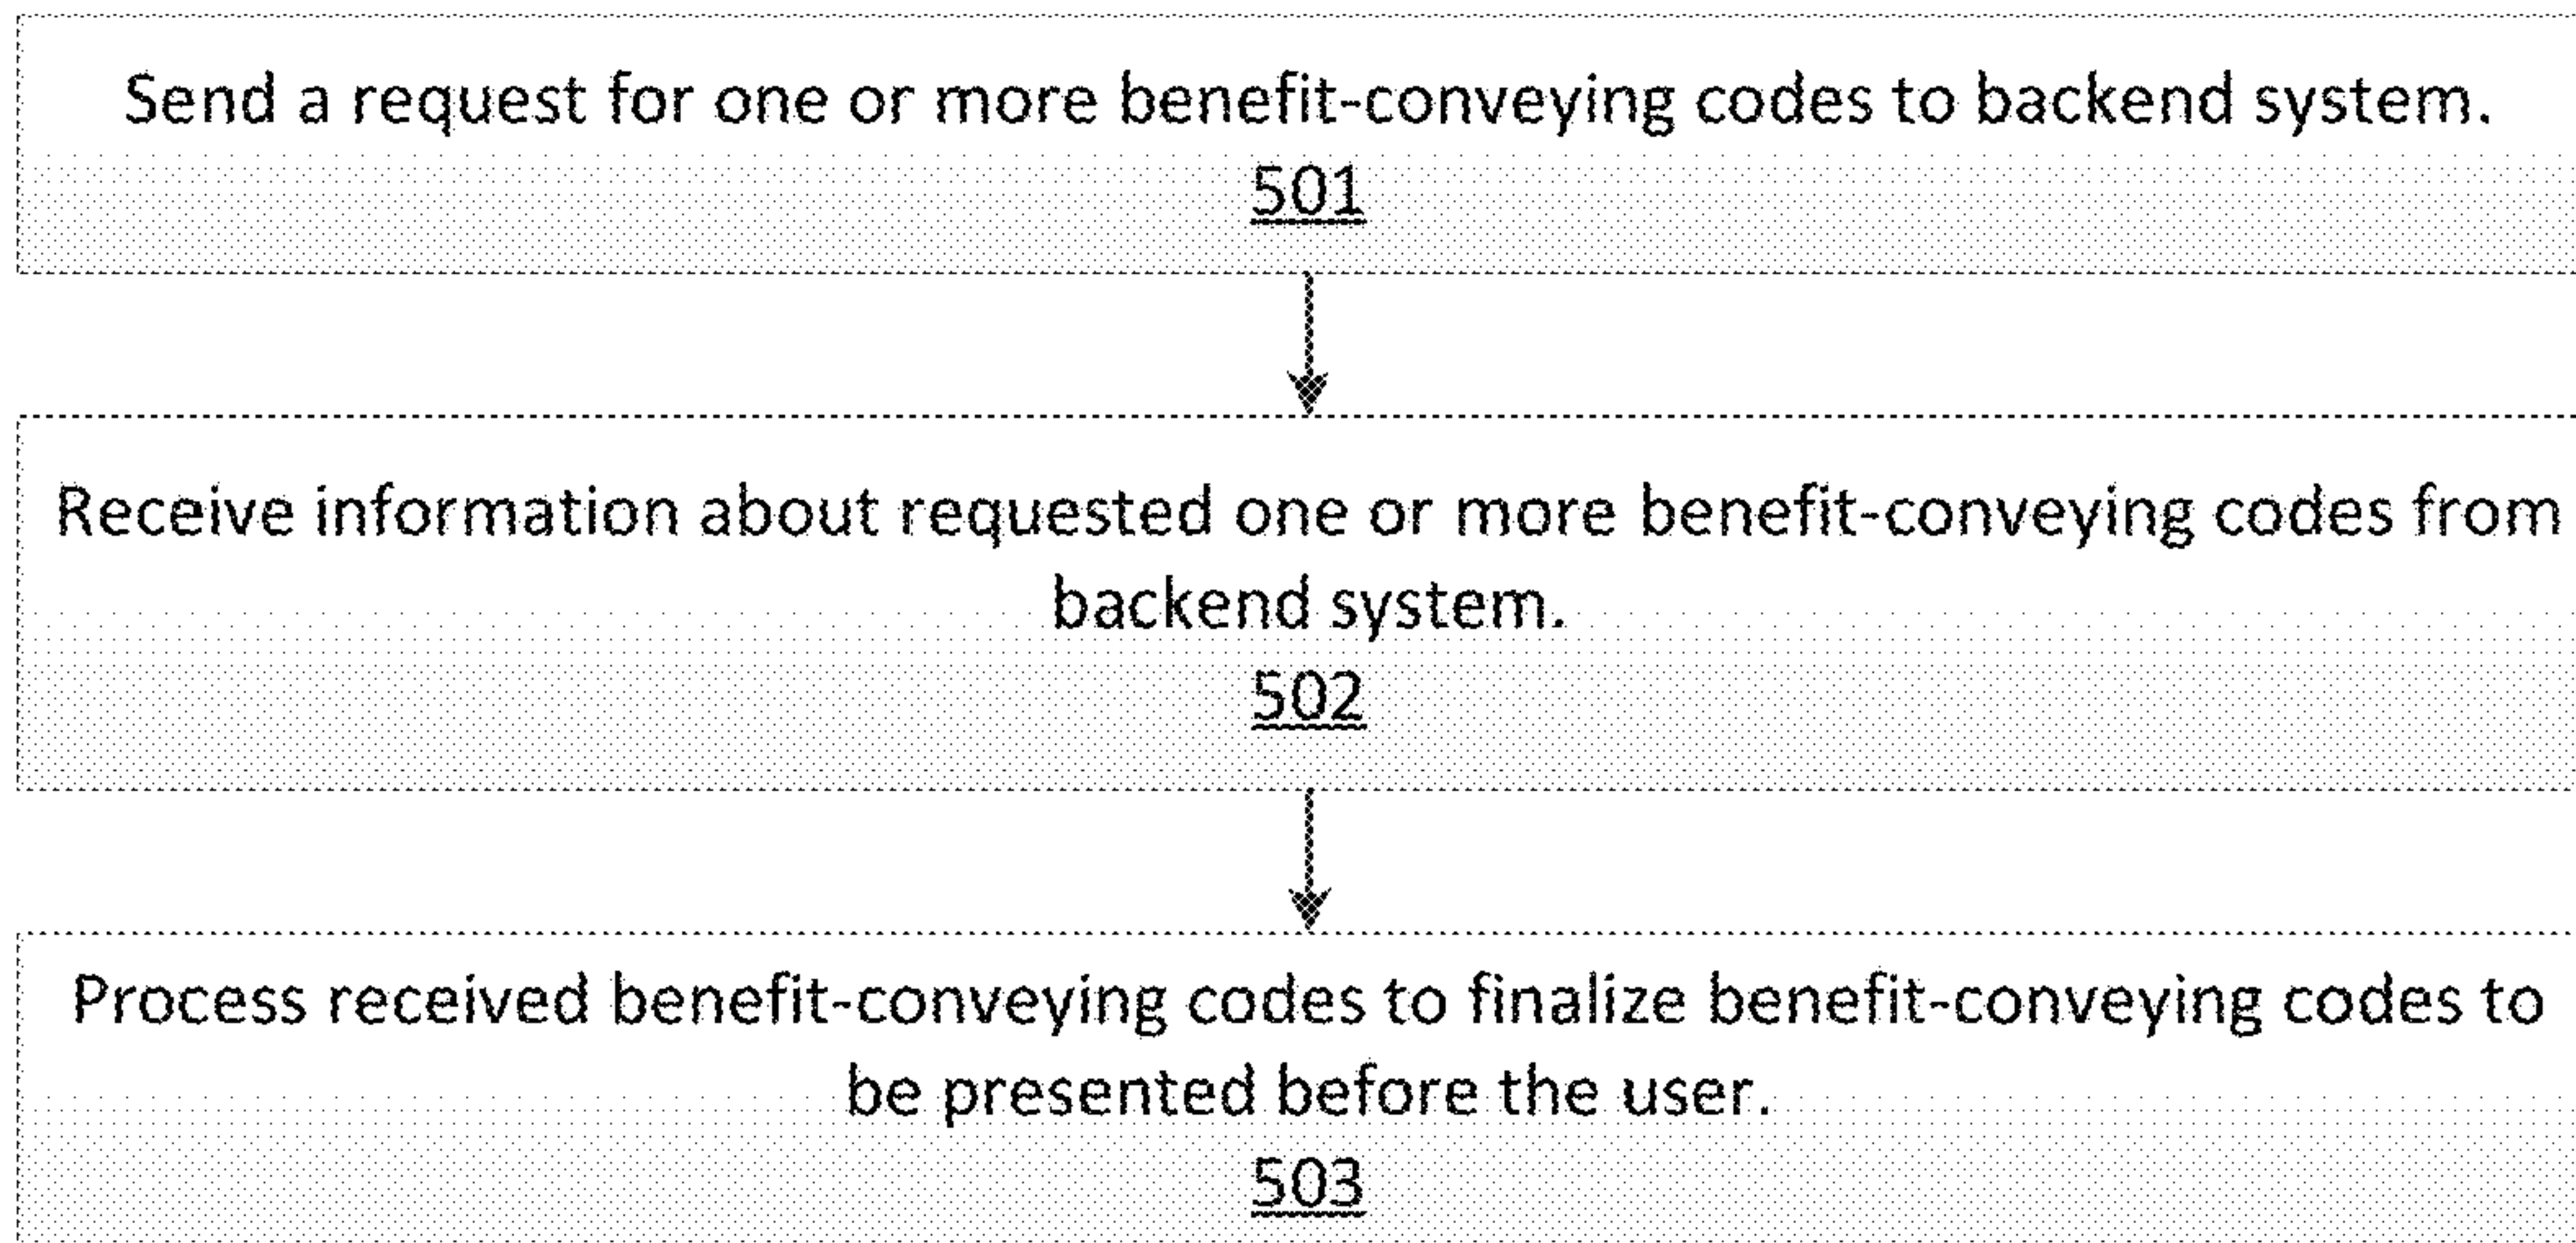 Send a request for one or more benefit-conveying codes to backend system.
501
Receive information about requested one or more benefit-conveying codes from
backend system.
502
Process received benefit-conveying codes to finalize benefit-conveying codes to
be presented before the user.
503